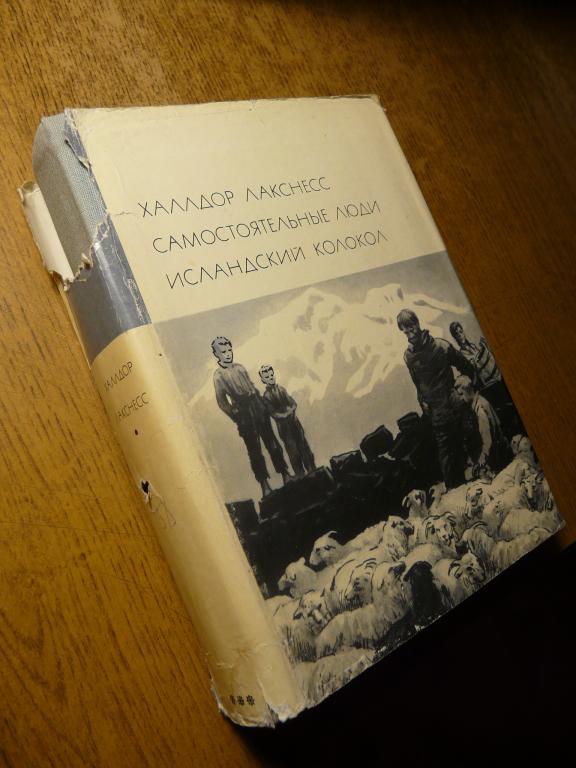 ХАЛЛДОР ЛАКСНЕСС
САМОСТОЯТЕЛЬНЫЕ ЛЮДИ
ИСЛАНДСКИЙ КОЛОКОЛ
ХАЛЛДОР
ЛАКСНЕСС
***